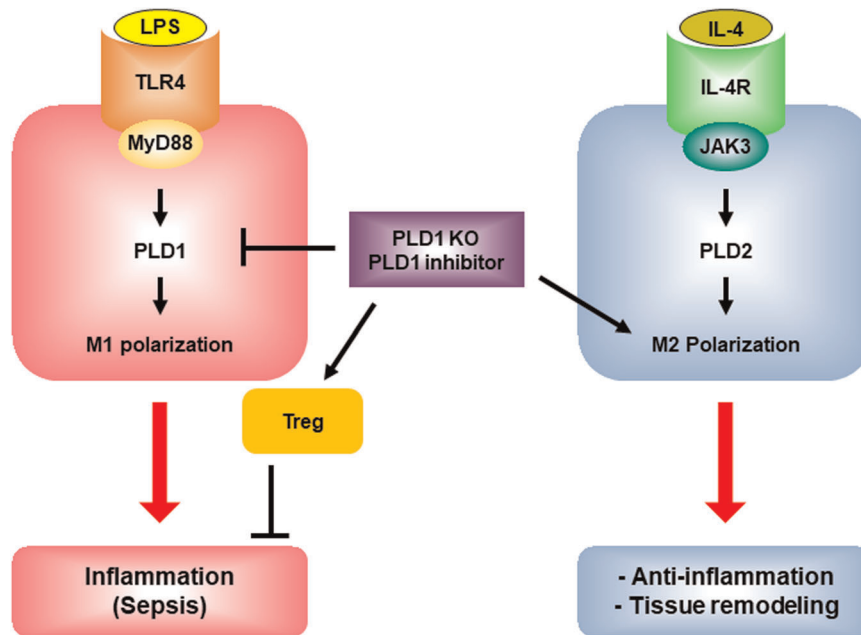 LPS
TLR4
MyD88
PLD1
M1 polarization
PLD1 KO
PLD1 inhibitor
Treg
Inflammation
(Sepsis)
IL-4
IL-4R
JAK3
PLD2
M2 Polarization
- Anti-inflammation
- Tissue remodeling